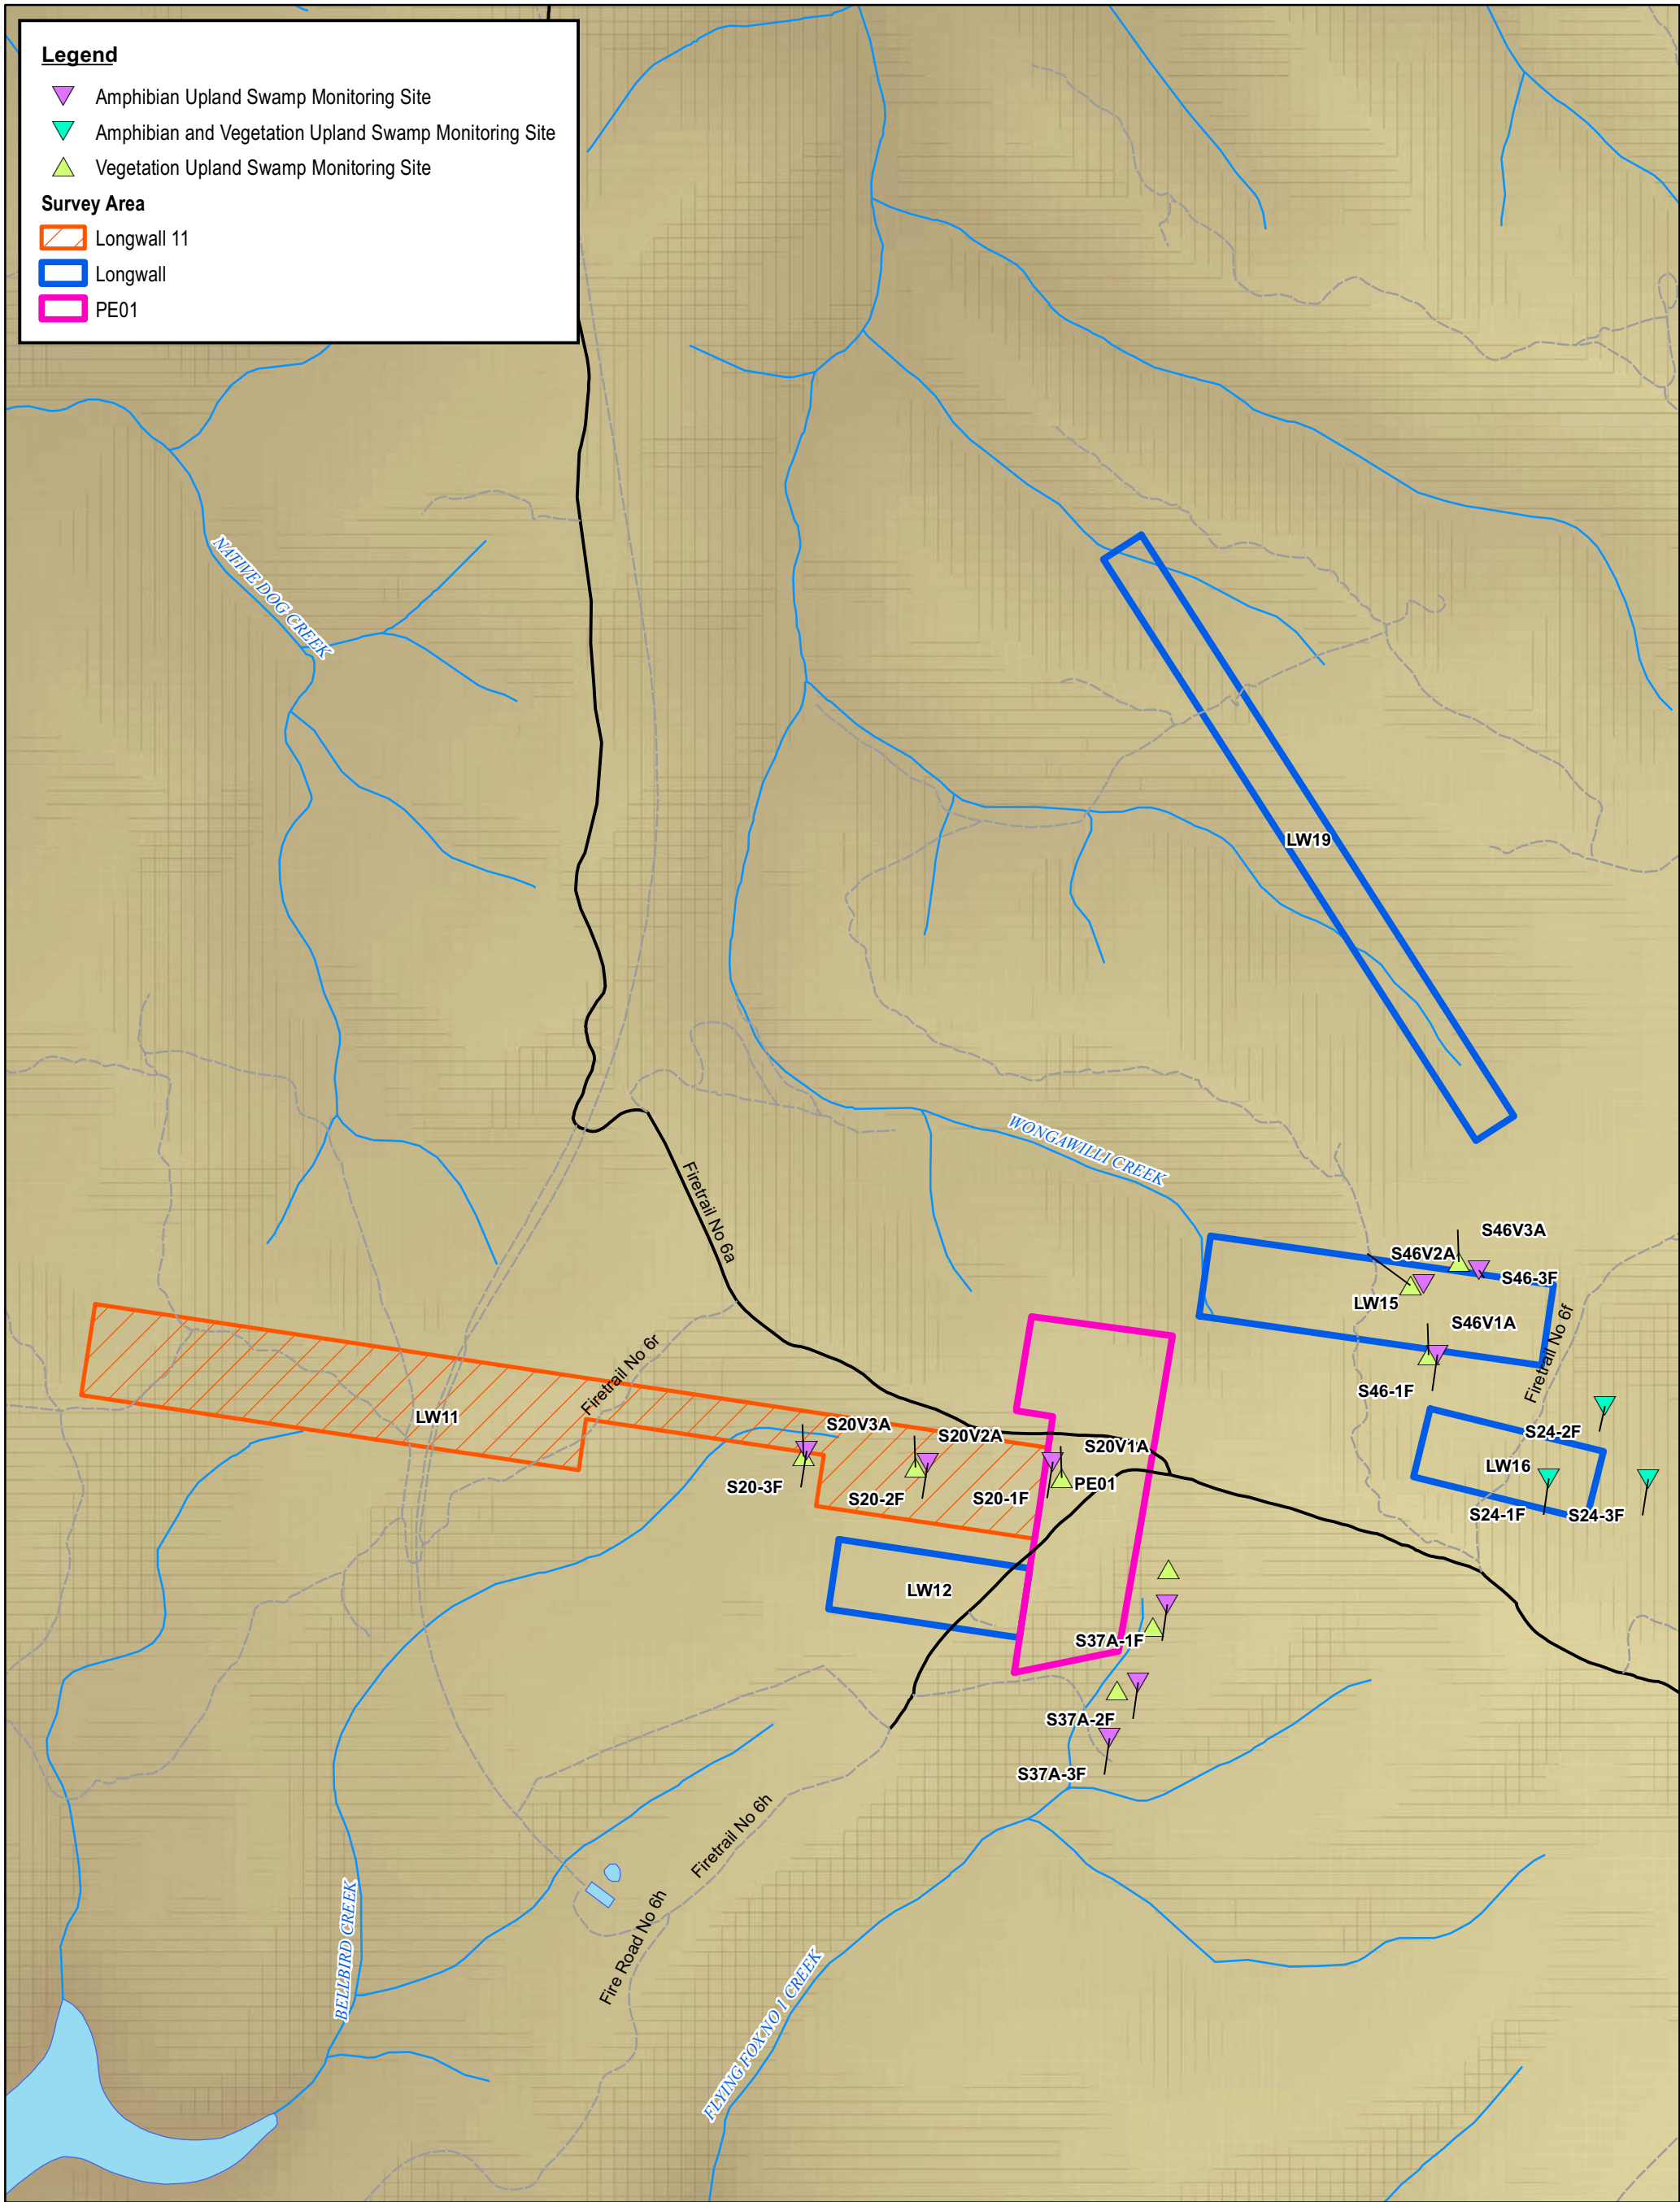 Legend
Amphibian Upland Swamp Monitoring Site
Amphibian and Vegetation Upland Swamp Monitoring Site
Vegetation Upland Swamp Monitoring Site
Survey Area
Longwall 11
Longwall
PE01
NATIVE DOG CREEK
LW19
WONGAWILLI CREEK
Firetrail No 6a
S46V3A
S46V2A
S46-3F
LW15
S46V1A
Firetrail No 6f
Firetrail No 6r
S46-1F
LW11
S20V3A
S20V2A
S24-2F
S20V1A
LW16
PE01
S20-3F
S20-2F
S20-1F
S24-1F
S24-3F
LW12
S37A-1F
S37A-2F
S37A-3F
Firetrail No 6h
Fire Road No 6h
BELLBIRD CREEK
FLYING FOX NO 1 CREEK